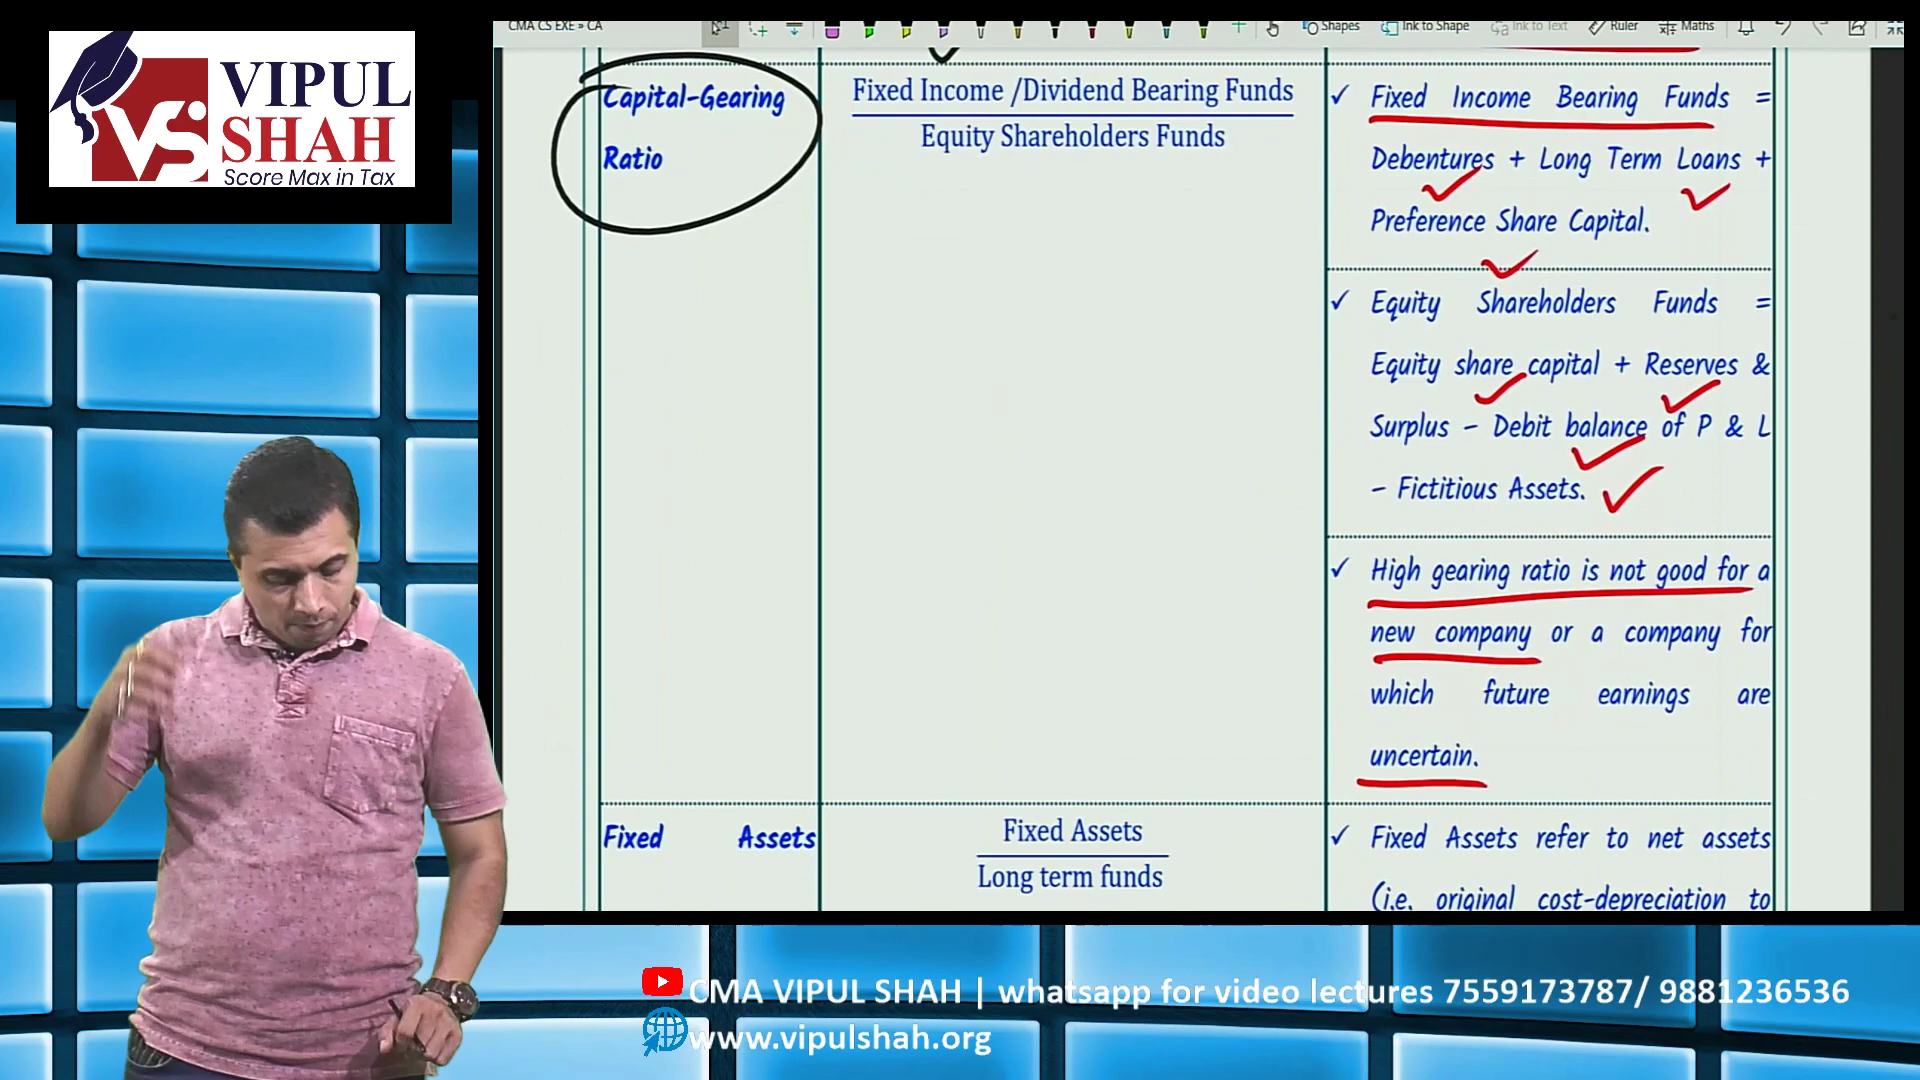 VIPUL
SHAH
VS
Score Max in Tax
CMA CS EXE » CA
Shapes
Ink to Shape
Ink to Text
Ruler
Maths
Capital-Gearing
Ratio
Fixed Income /Dividend Bearing Funds
Equity Shareholders Funds
✓ Fixed Income Bearing Funds =
Debentures + Long Term Loans +
Preference Share Capital.
✓ Equity Shareholders Funds =
Equity share capital + Reserves &
Surplus – Debit balance of P & L
– Fictitious Assets.
✓ High gearing ratio is not good for a
new company or a company for
which future earnings are
uncertain.
Fixed Assets
Fixed Assets
Long term funds
✓ Fixed Assets refer to net assets
(i.e. original cost-depreciation to
CMA VIPUL SHAH | whatsapp for video lectures 7559173787/ 9881236536
www.vipulshah.org